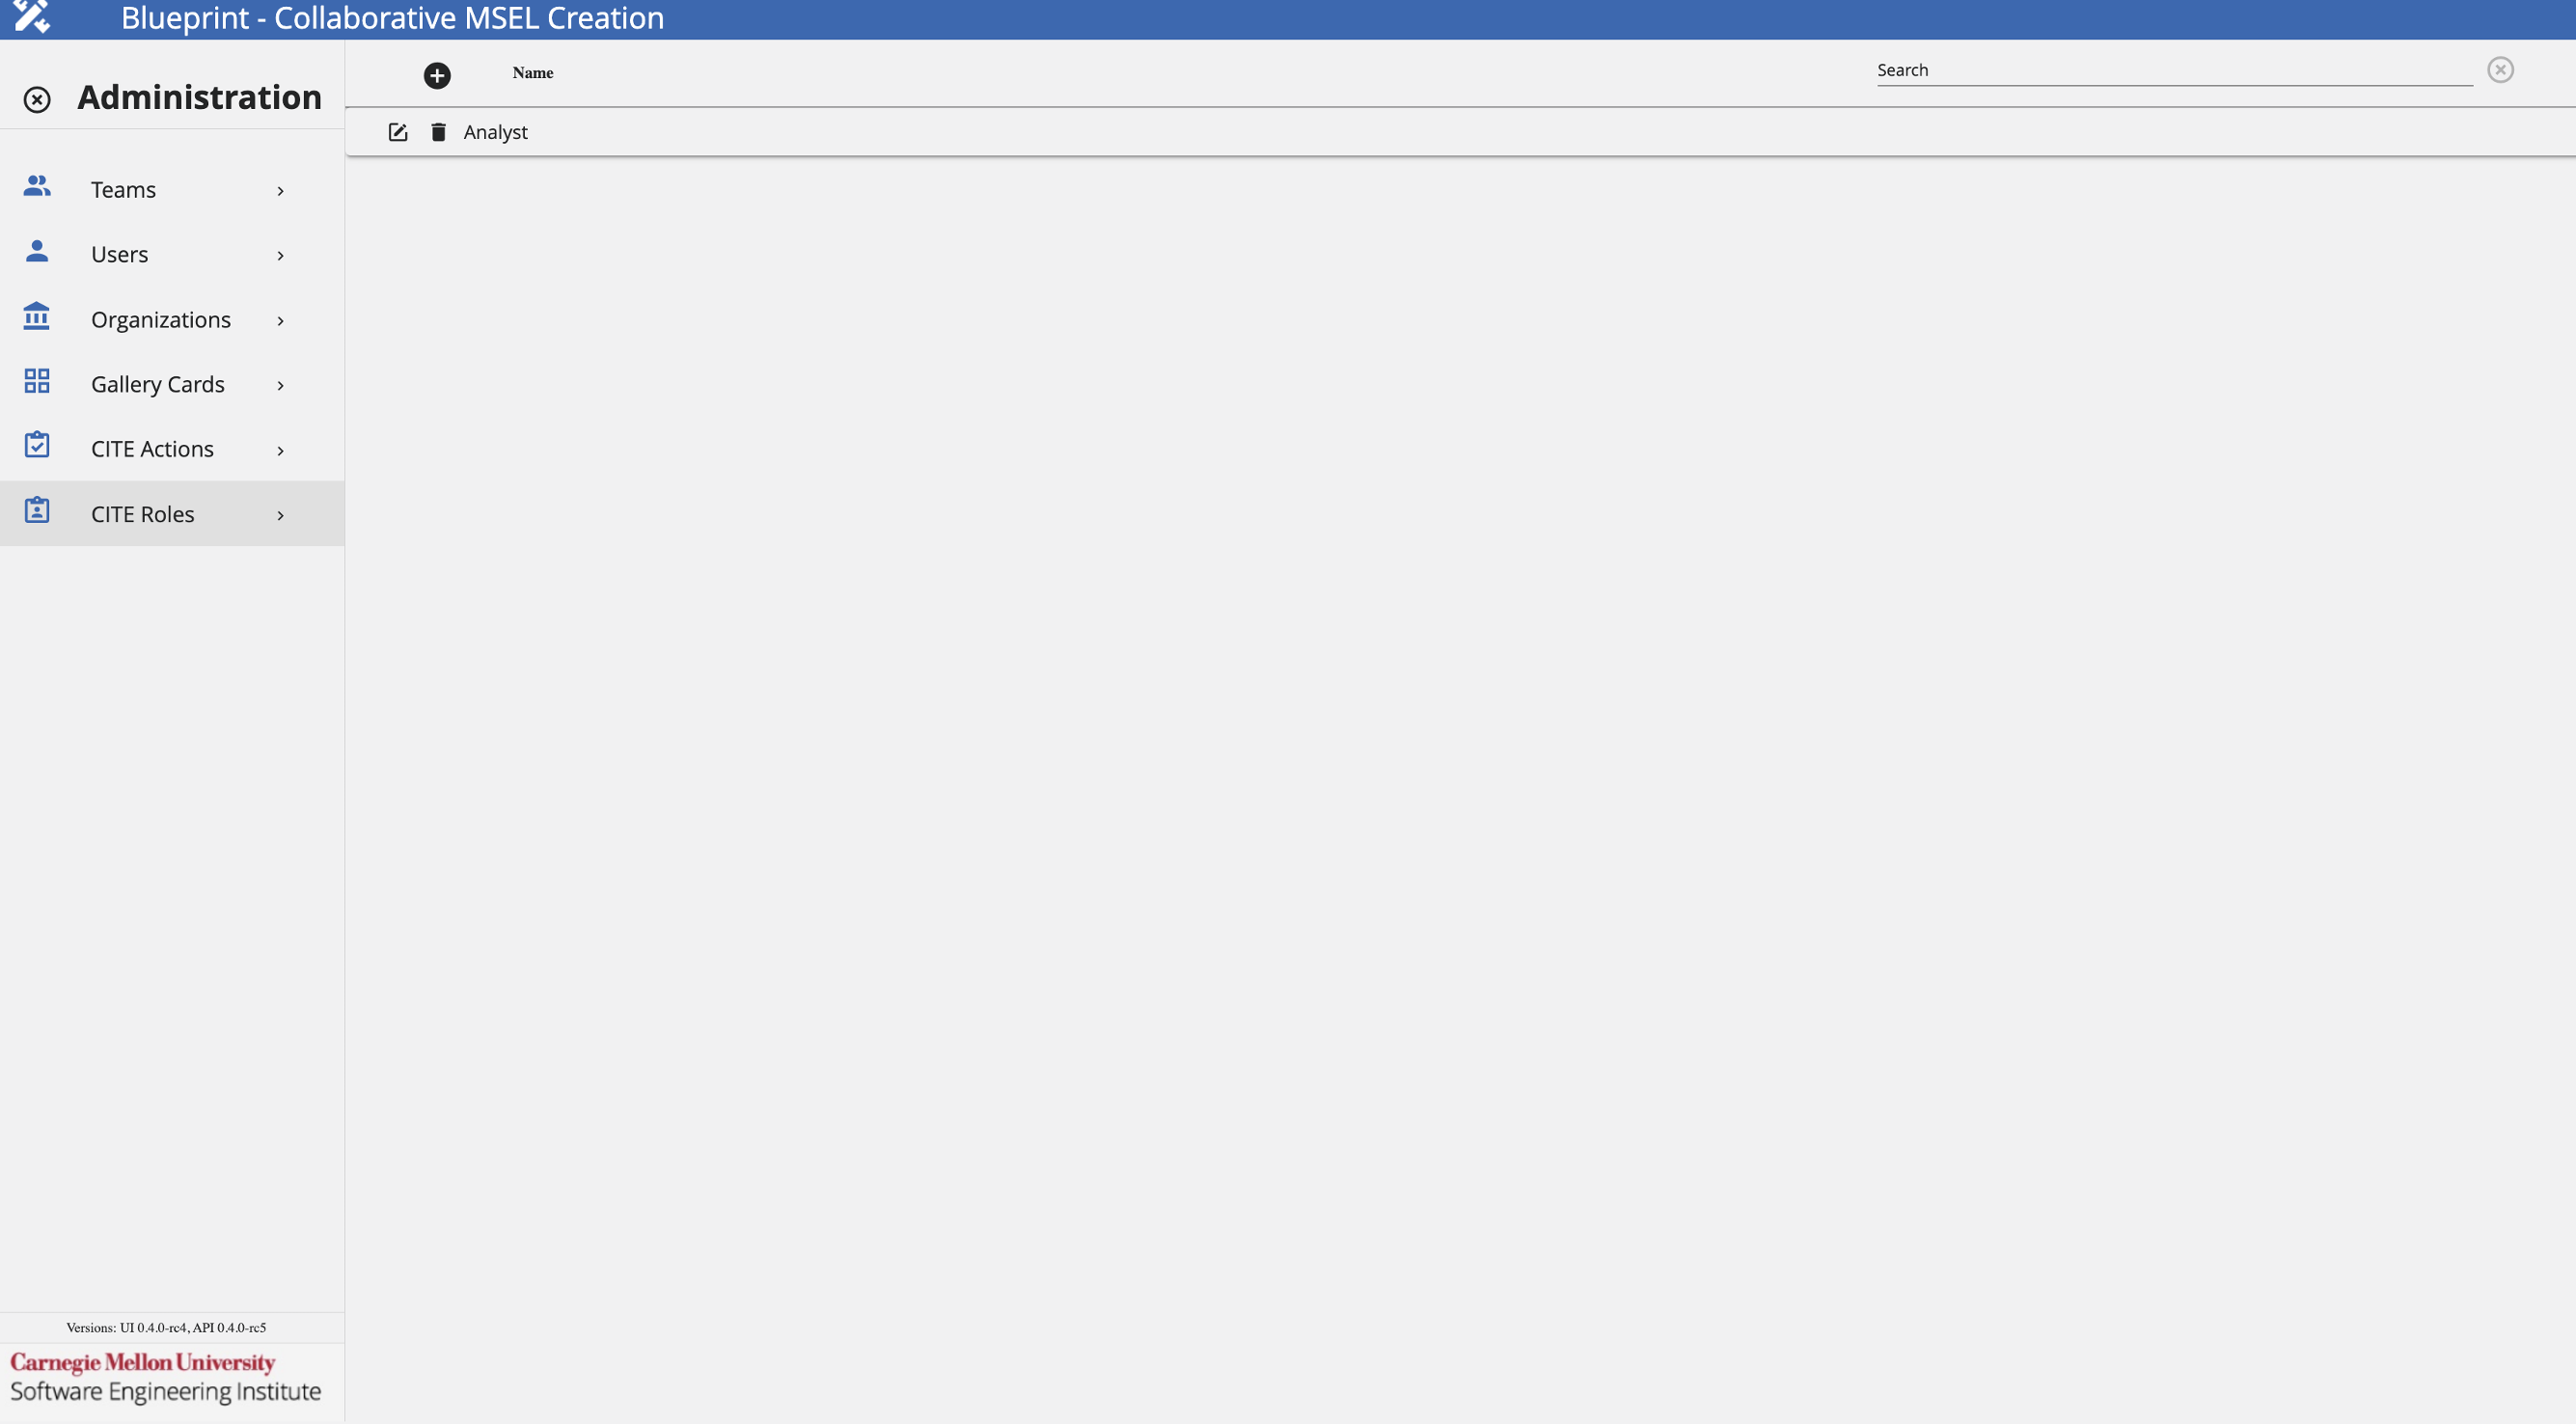 Blueprint - Collaborative MSEL Creation
Administration
Name
Search
Analyst
Teams
Users
Organizations
Gallery Cards
CITE Actions
CITE Roles
Versions: UI 0.4.0-rc4, API 0.4.0-rc5
Carnegie Mellon University
Software Engineering Institute